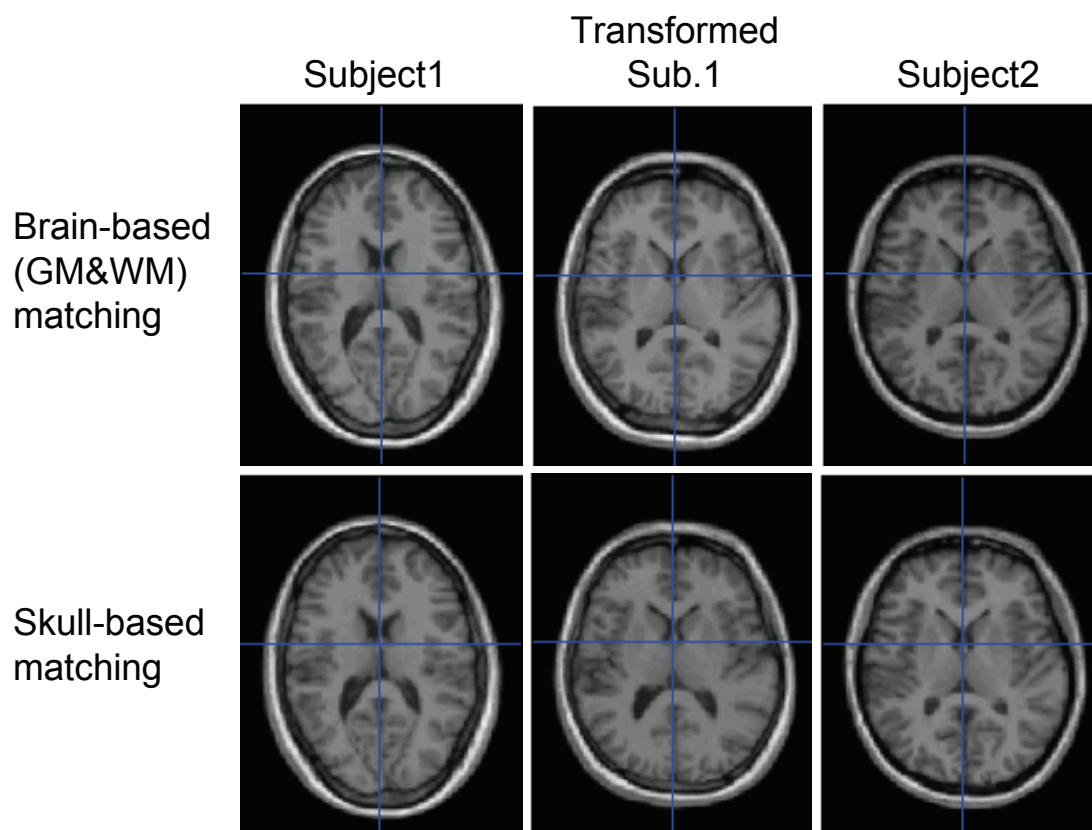 Subject1
Transformed
Sub.1
Subject2
Brain-based
(GM&WM)
matching
Skull-based
matching